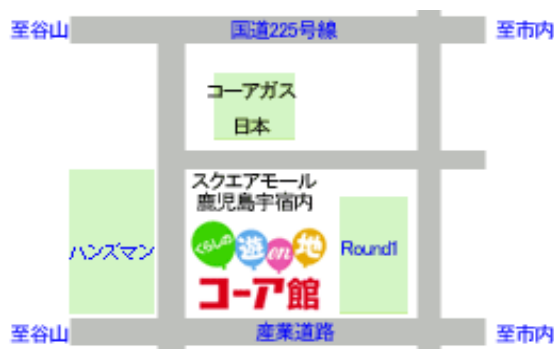 至谷山
国道225号線
至市内
コーアガス
日本
スクエアモール
鹿児島宇宿内
くらしの
遊en地
コーア館
ハンズマン
Round1
至谷山
産業道路
至市内